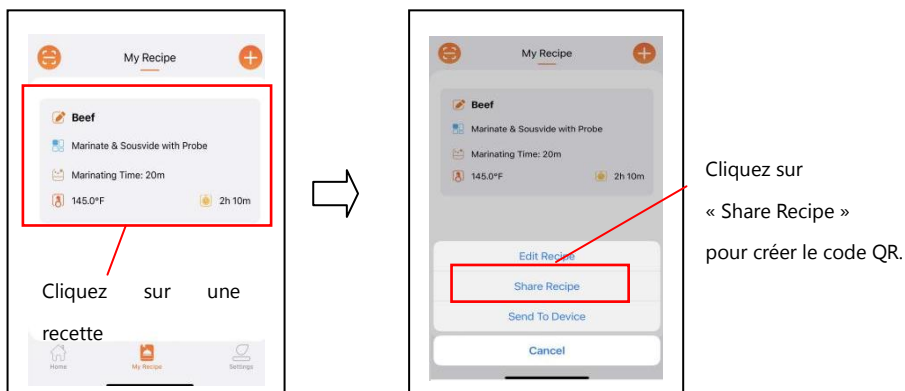 My Recipe
Beef
Marinate & Sousvide with Probe
Marinating Time: 20m
145.0°F 2h 10m
Cliquez sur une
recette
Home My Recipe Settings
My Recipe
Beef
Marinate & Sousvide with Probe
Marinating Time: 20m
145.0°F 2h 10m
Edit Recipe
Share Recipe
Send To Device
Cancel
Cliquez sur
« Share Recipe »
pour créer le code QR.